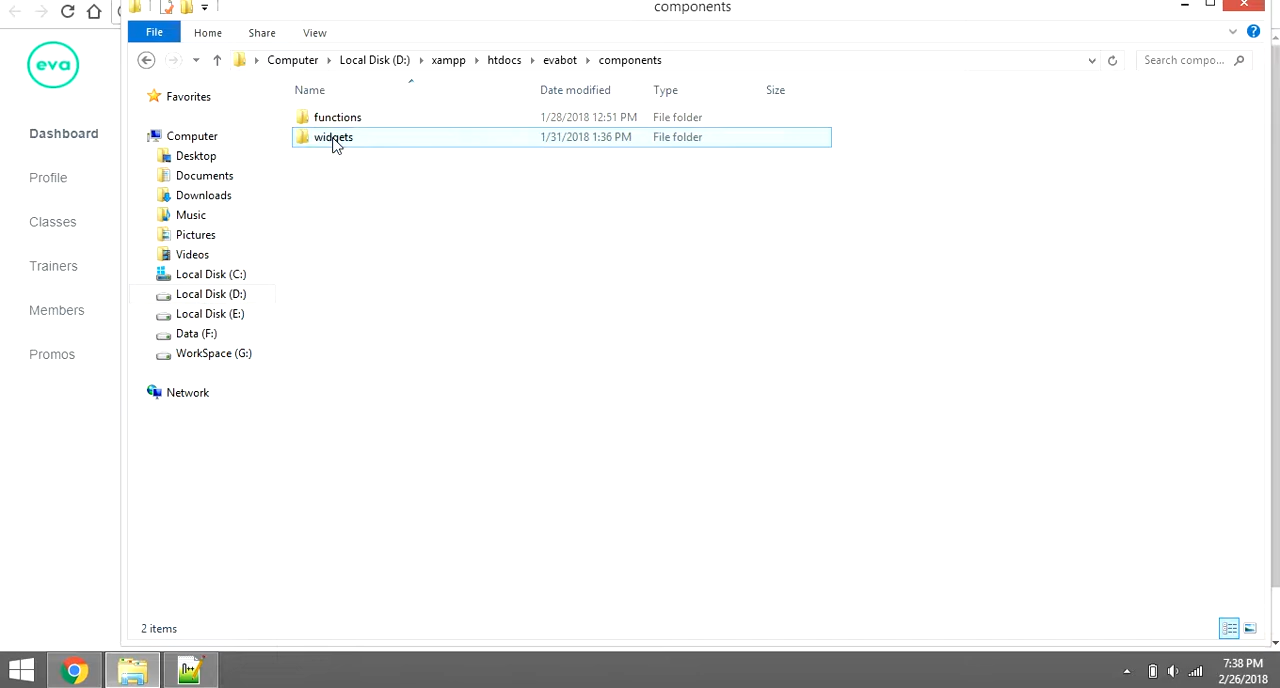 components
File Home Share View
Computer Local Disk (D:) xampp htdocs evabot components
Search compo...
eva
Dashboard
Profile
Classes
Trainers
Members
Promos
Favorites
Computer
Desktop
Documents
Downloads
Music
Pictures
Videos
Local Disk (C:)
Local Disk (D:)
Local Disk (E:)
Data (F:)
WorkSpace (G:)
Network
Name Date modified Type Size
functions 1/28/2018 12:51 PM File folder
widgets 1/31/2018 1:36 PM File folder
2 items
7:38 PM
2/26/2018